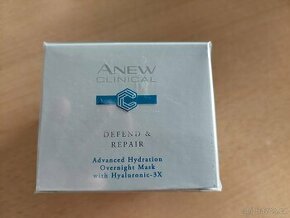 ANEW
CLINICAL
DEFEND &
REPAIR
Advanced Hydration
Overnight Mask
with Hyaluronic-3X